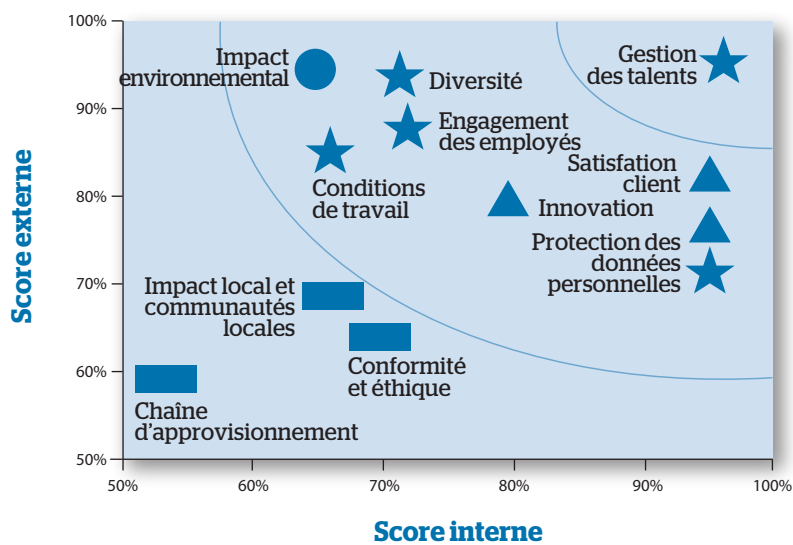 100%
90%
80%
70%
60%
50%
Score externe
Impact
environnemental
Diversité
Gestion
des talents
Engagement
des employés
Conditions
de travail
Satisfation
client
Innovation
Protection des
données
personnelles
Impact local et
communautés
locales
Conformité
et éthique
Chaîne
d'approvisionnement
50%
60%
70%
80%
90%
100%
Score interne